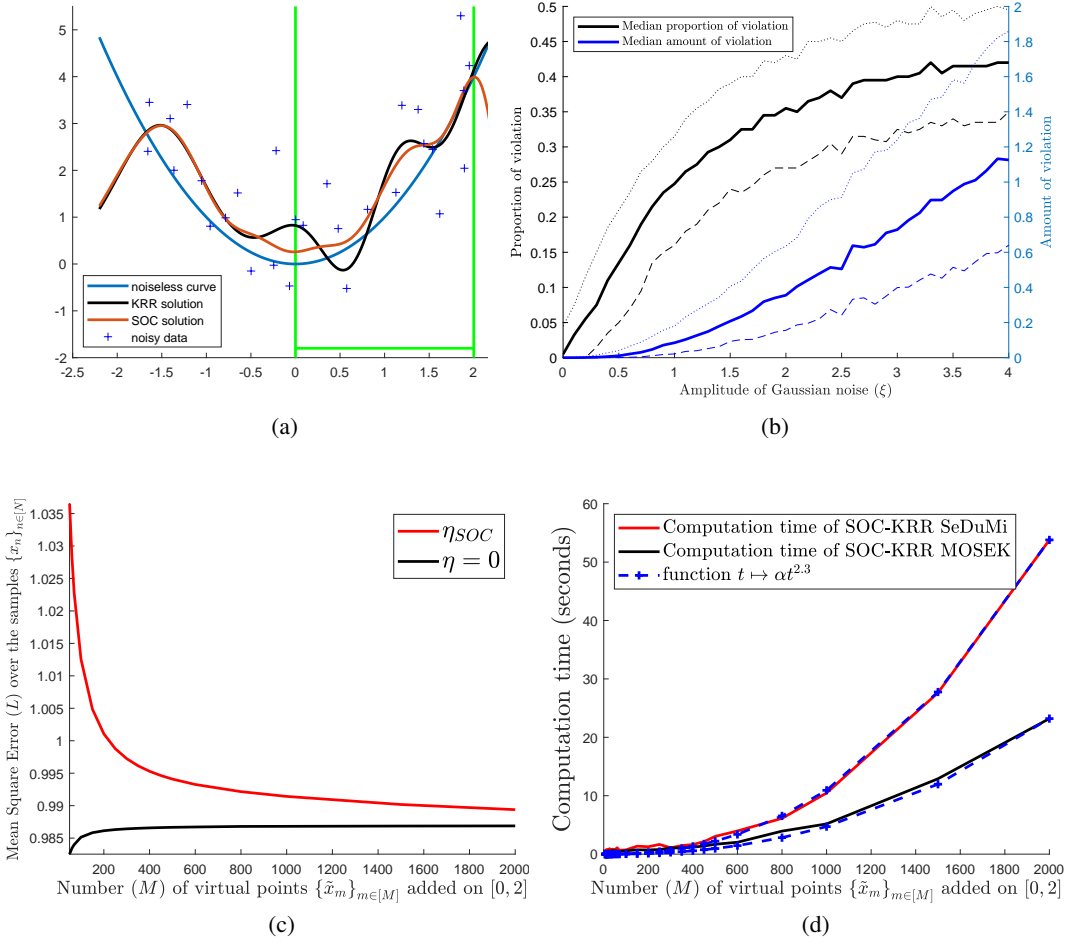 5
4
3
2
1
0
-1
-2
-2.5
-2
-1.5
-1
-0.5
0
0.5
1
1.5
2
noiseless curve
KRR solution
SOC solution
noisy data
(a)
0.5
0.45
0.4
0.35
0.3
0.25
0.2
0.15
0.1
0.05
0
Proportion of violation
Median proportion of violation
Median amount of violation
2
1.8
1.6
1.4
1.2
1
0.8
0.6
0.4
0.2
0
Amount of violation
0
0.5
1
1.5
2
2.5
3
3.5
4
Amplitude of Gaussian noise (ξ)
(b)
Mean Square Error (L) over the samples {x_n}_{n∈[N]}
1.035
1.03
1.025
1.02
1.015
1.01
1.005
1
0.995
0.99
0.985
η_{SOC}
η = 0
200 400 600 800 1000 1200 1400 1600 1800 2000
Number (M) of virtual points {x̃_m}_{m∈[M]} added on [0, 2]
(c)
Computation time (seconds)
60
50
40
30
20
10
0
Computation time of SOC-KRR SeDuMi
Computation time of SOC-KRR MOSEK
function t ↦ αt^{2.3}
0 200 400 600 800 1000 1200 1400 1600 1800 2000
Number (M) of virtual points {x̃_m}_{m∈[M]} added on [0, 2]
(d)